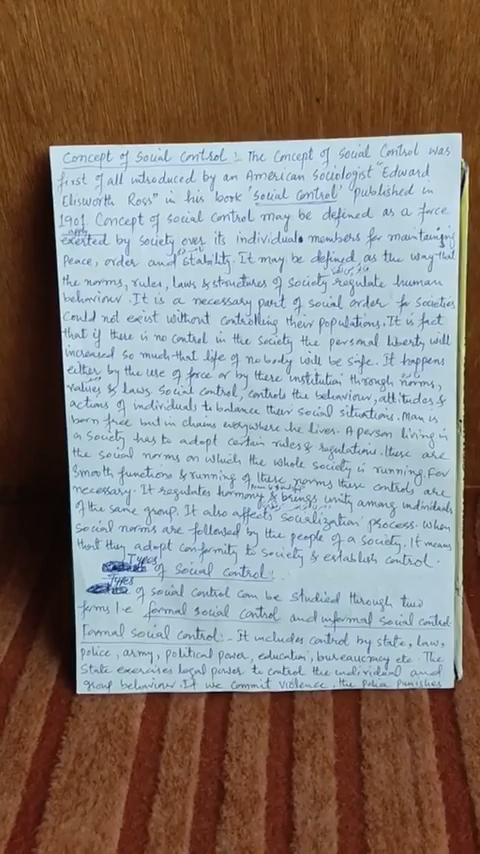 Concept of Social Control :- The Concept of Social Control was
first of all introduced by an American Sociologist "Edward
Elisworth Ross" in his book 'Social Control' published in
1901. Concept of social control may be defined as a force
exerted by society over its individuals members for maintaining
Peace, order and stability. It may be defined as the way that
the norms, rules, laws & structures of Society regulate human
behaviour. It is a necessary part of social order for Societies
Could not exist without controlling their populations. It is fact
that if there is no control in the society the personal liberty will
increased so much that life of nobody will be safe. It happens
either by the use of force or by these institution through norms,
values & laws. Social control, controls the behaviour, attitudes &
actions of individuals to balance their social situations. Man is
born free but in chains everywhere he lives. A person living in
a Society has to adopt certain rules & regulations. These are
the social norms on which the whole society is running. For
Smooth functions & running of these norms these controls are
necessary. It regulates harmony & brings unity among individuals
of the same group. It also affects Socialization process. When
social norms are followed by the people of a society. It means
that they adopt conformity to society & establish control.
Types of Social Control :
Types of social control can be studied through two
forms i.e formal social control and informal social control
Formal social control :- It includes control by state, law,
police, army, political power, education, bureaucracy etc. The
State exercises legal power to control the individual and
group behaviour. If we commit violence, the police punishes